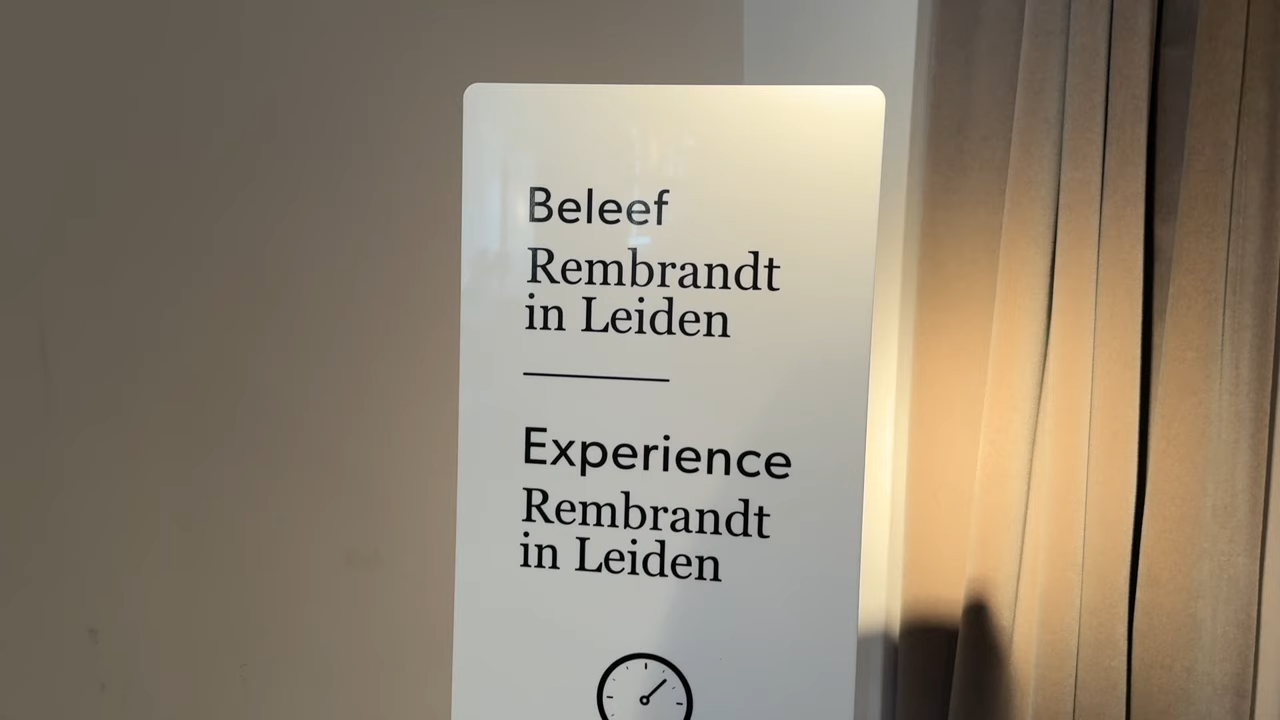 Beleef
Rembrandt
in Leiden
Experience
Rembrandt
in Leiden